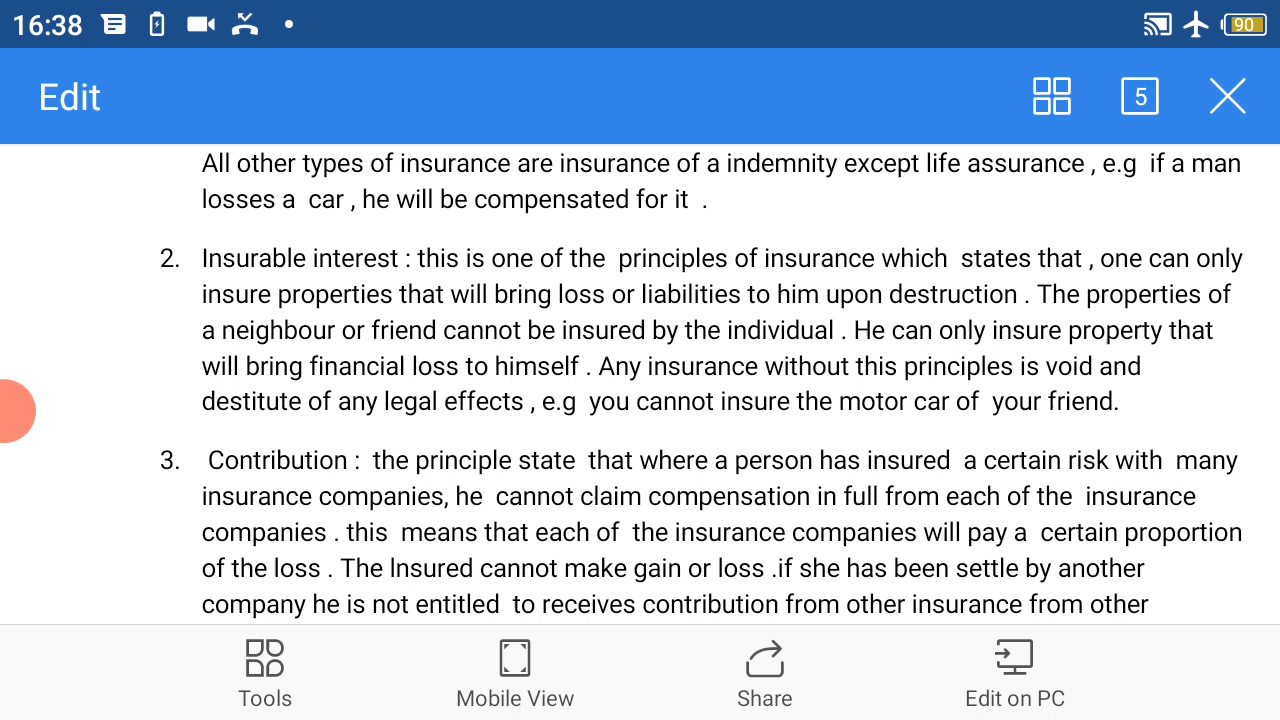 16:38
90
Edit
5
All other types of insurance are insurance of a indemnity except life assurance , e.g if a man
losses a car , he will be compensated for it .
2. Insurable interest : this is one of the principles of insurance which states that , one can only
insure properties that will bring loss or liabilities to him upon destruction . The properties of
a neighbour or friend cannot be insured by the individual . He can only insure property that
will bring financial loss to himself . Any insurance without this principles is void and
destitute of any legal effects , e.g you cannot insure the motor car of your friend.
3. Contribution : the principle state that where a person has insured a certain risk with many
insurance companies, he cannot claim compensation in full from each of the insurance
companies . this means that each of the insurance companies will pay a certain proportion
of the loss . The lnsured cannot make gain or loss .if she has been settle by another
company he is not entitled to receives contribution from other insurance from other
Tools
Mobile View
Share
Edit on PC